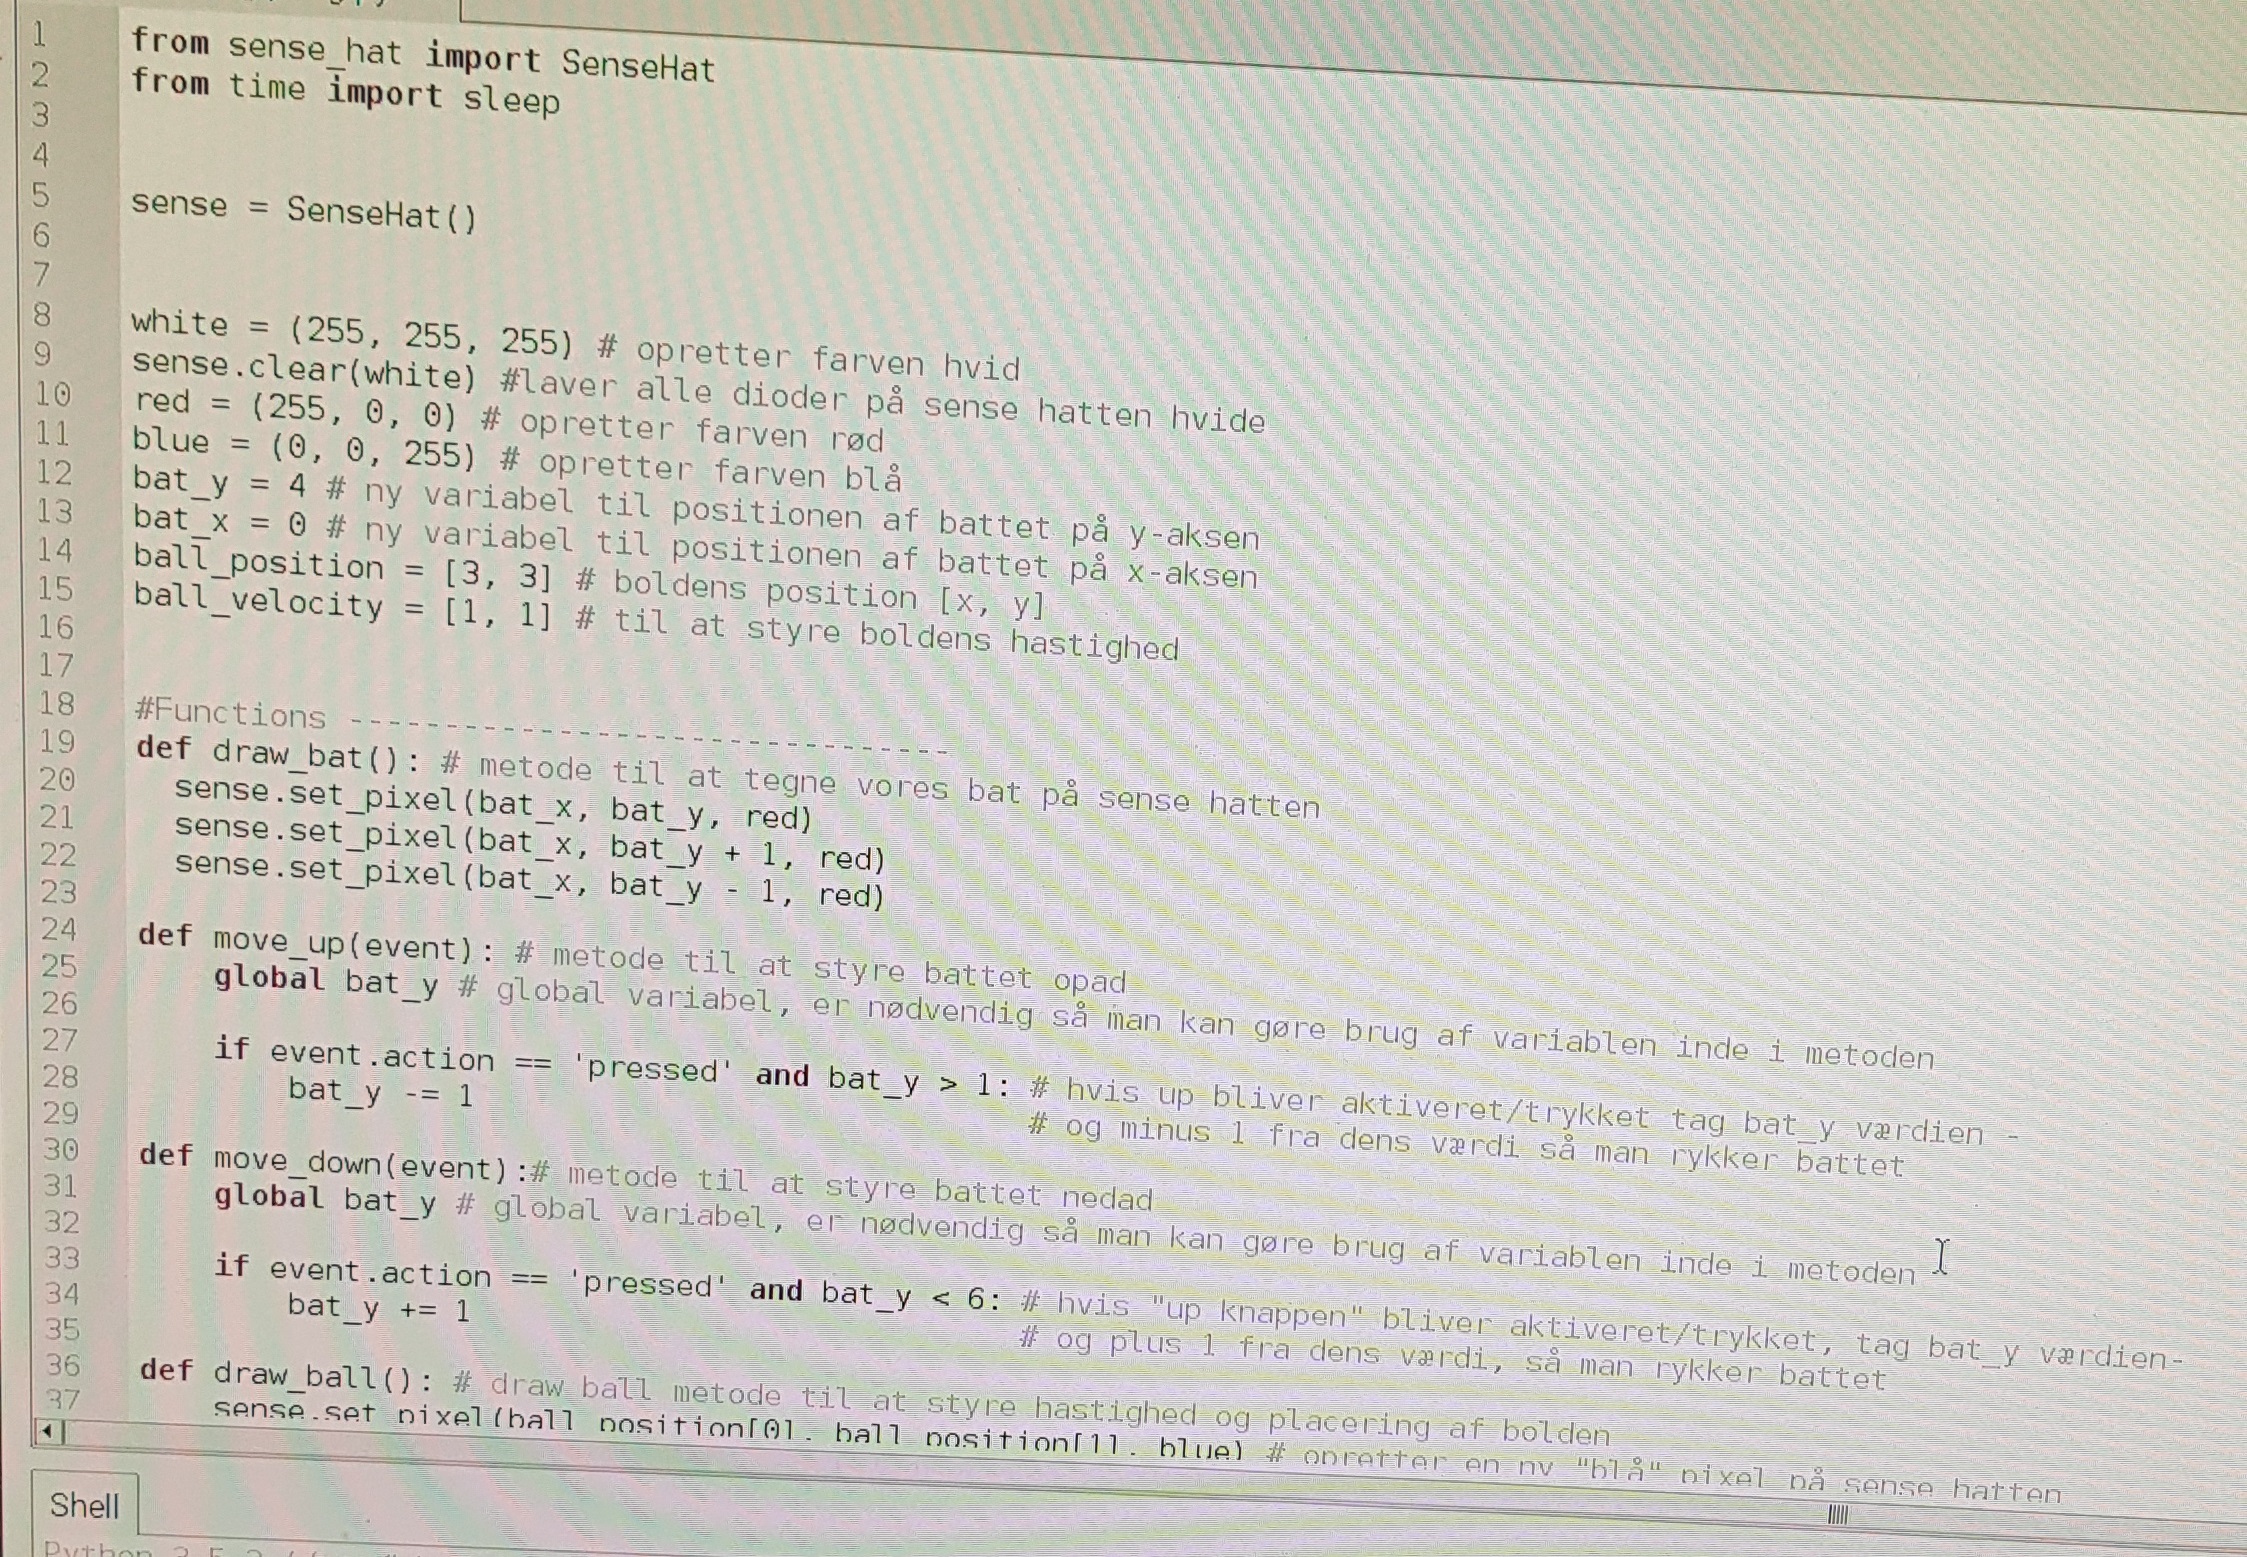 1 from sense_hat import SenseHat
2 from time import sleep
3
4
5 sense = SenseHat()
6
7
8 white = (255, 255, 255) # opretter farven hvid
9 sense.clear(white) #laver alle dioder på sense hatten hvide
10 red = (255, 0, 0) # opretter farven rød
11 blue = (0, 0, 255) # opretter farven blå
12 bat_y = 4 # ny variabel til positionen af battet på y-aksen
13 bat_x = 0 # ny variabel til positionen af battet på x-aksen
14 ball_position = [3, 3] # boldens position [x, y]
15 ball_velocity = [1, 1] # til at styre boldens hastighed
16
17
18 #Functions --------------------------------
19 def draw_bat(): # metode til at tegne vores bat på sense hatten
20 sense.set_pixel(bat_x, bat_y, red)
21 sense.set_pixel(bat_x, bat_y + 1, red)
22 sense.set_pixel(bat_x, bat_y - 1, red)
23
24 def move_up(event): # metode til at styre battet opad
25 global bat_y # global variabel, er nødvendig så man kan gøre brug af variablen inde i metoden
26
27 if event.action == 'pressed' and bat_y > 1: # hvis up bliver aktiveret/trykket tag bat_y værdien -
28 bat_y -= 1 # og minus 1 fra dens værdi så man rykker battet
29
30 def move_down(event):# metode til at styre battet nedad
31 global bat_y # global variabel, er nødvendig så man kan gøre brug af variablen inde i metoden
32
33 if event.action == 'pressed' and bat_y < 6: # hvis "up knappen" bliver aktiveret/trykket, tag bat_y værdien-
34 bat_y += 1 # og plus 1 fra dens værdi, så man rykker battet
35
36 def draw_ball(): # draw ball metode til at styre hastighed og placering af bolden
37 sense.set_pixel(ball_position[0], ball_position[1], blue) # opretter en ny "blå" pixel på sense hatten
Shell
Python